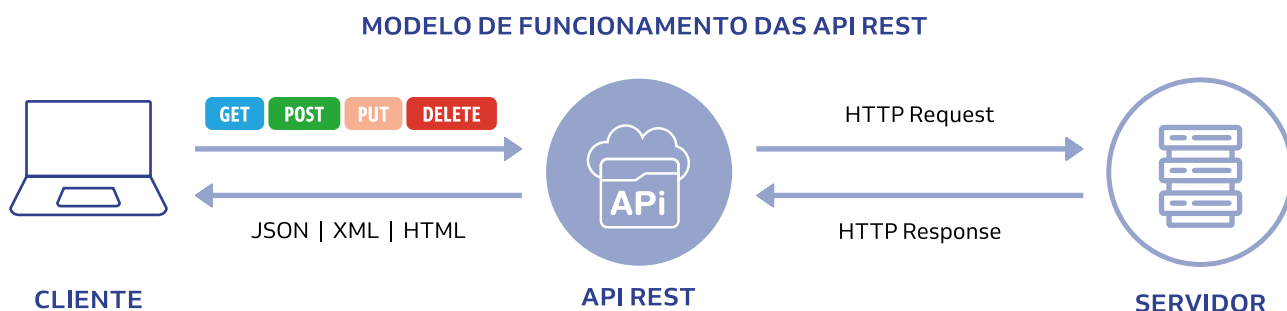 MODELO DE FUNCIONAMENTO DAS API REST
GET POST PUT DELETE
HTTP Request
APi
JSON | XML | HTML
HTTP Response
CLIENTE
API REST
SERVIDOR